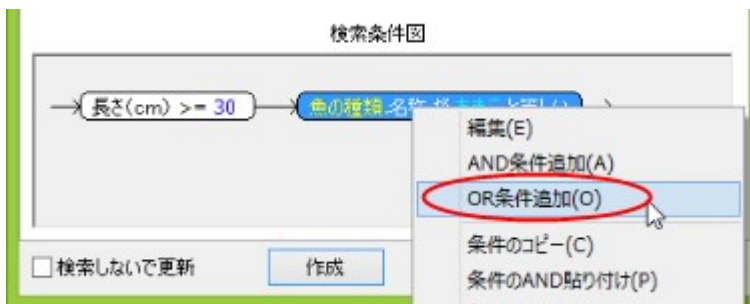 検索条件図
長さ(cm) >= 30
魚の種類.名称 が
と等しい
編集(E)
AND条件追加(A)
OR条件追加(O)
条件のコピー(C)
条件のAND貼り付け(P)
検索しないで更新
作成